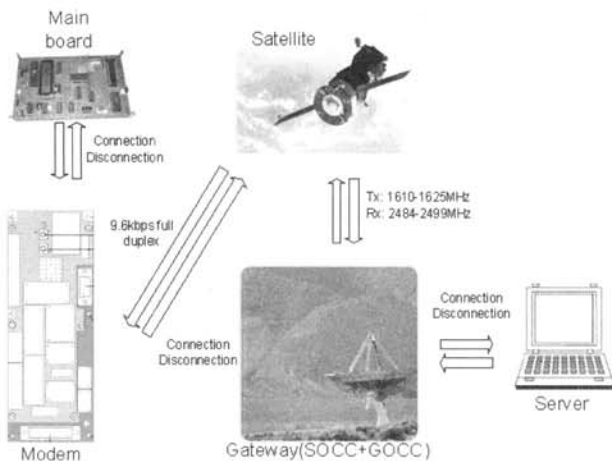 Main
board
Satellite
Connection
Disconnection
Tx: 1610-1625MHz
Rx: 2484-2499MHz
9.6kbps full
duplex
Connection
Disconnection
Connection
Disconnection
Modem
Gateway(SOCC+GOCC)
Server